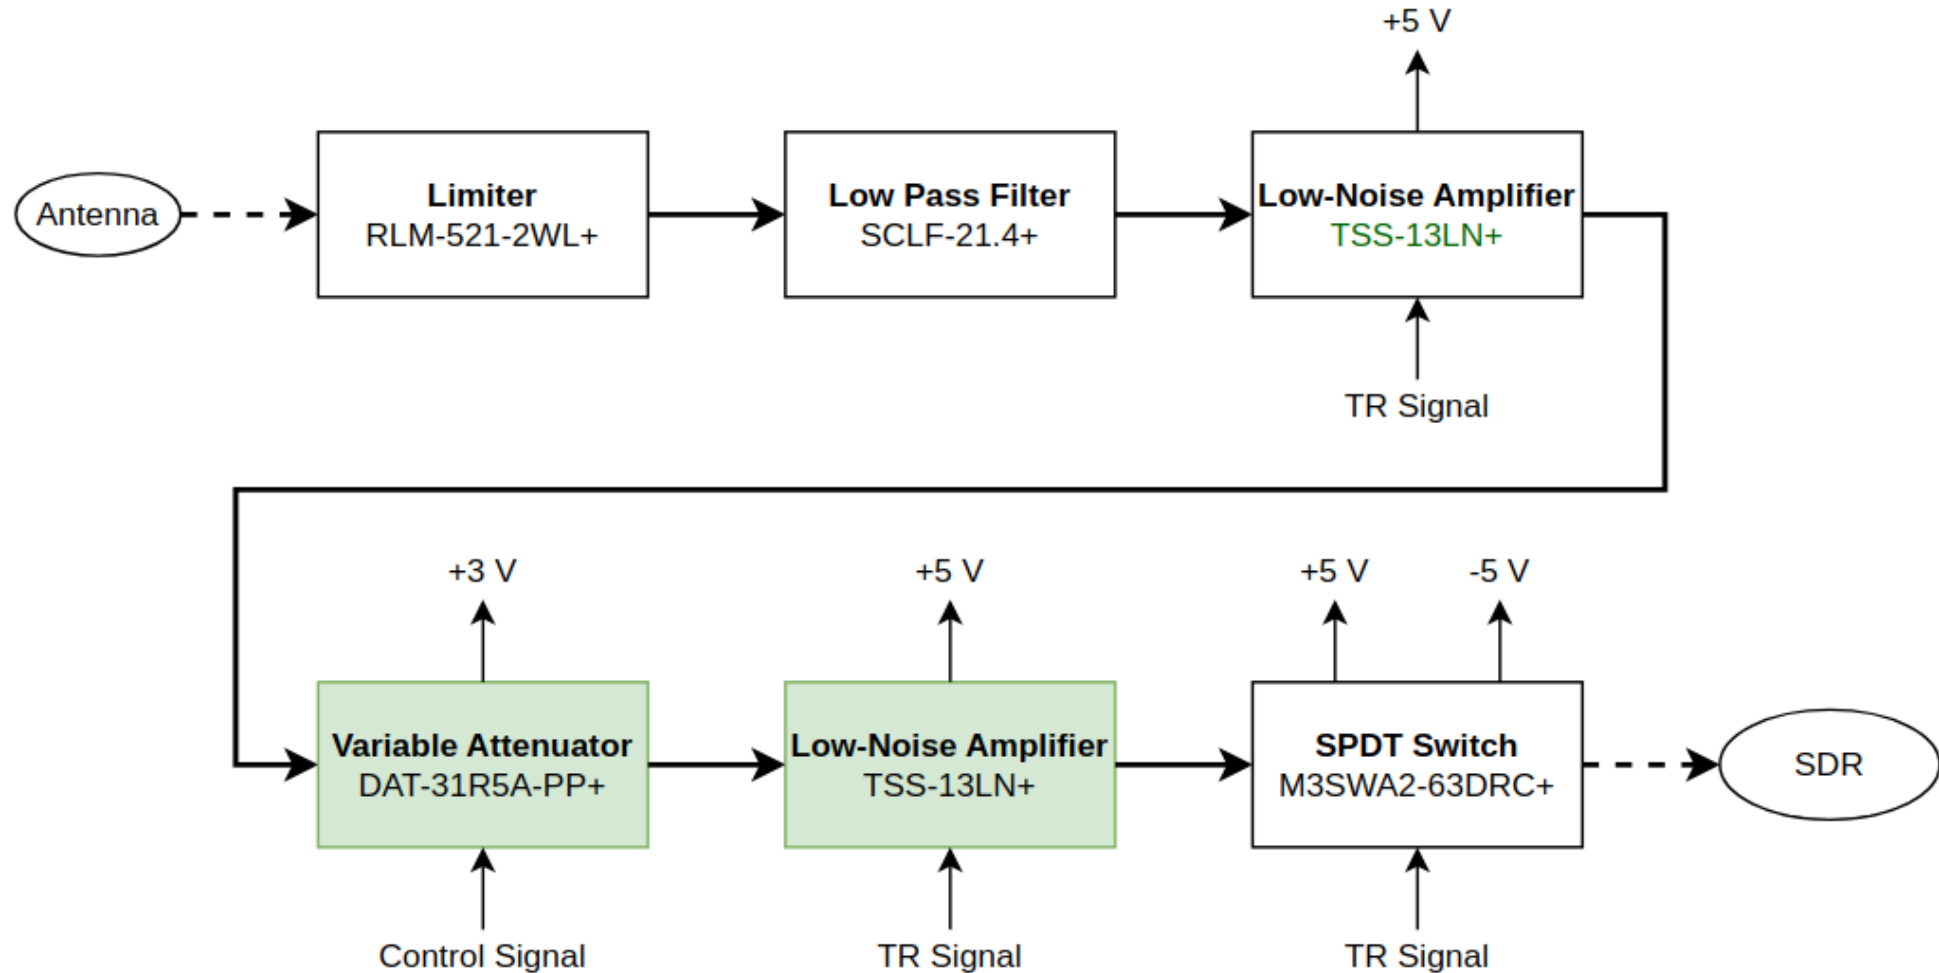 +5 V
Antenna
Limiter
RLM-521-2WL+
Low Pass Filter
SCLF-21.4+
Low-Noise Amplifier
TSS-13LN+
TR Signal
+3 V
+5 V
+5 V
-5 V
Variable Attenuator
DAT-31R5A-PP+
Low-Noise Amplifier
TSS-13LN+
SPDT Switch
M3SWA2-63DRC+
SDR
Control Signal
TR Signal
TR Signal